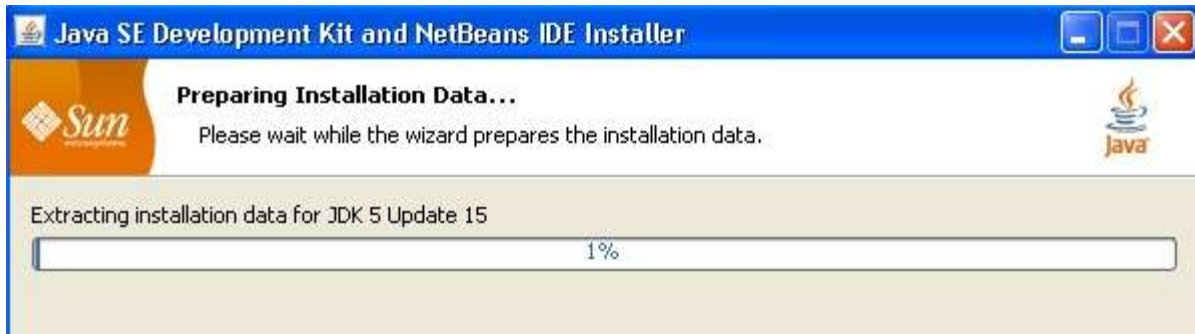 Java SE Development Kit and NetBeans IDE Installer
Sun
microsystems
Preparing Installation Data...
Please wait while the wizard prepares the installation data.
Java
Extracting installation data for JDK 5 Update 15
1%